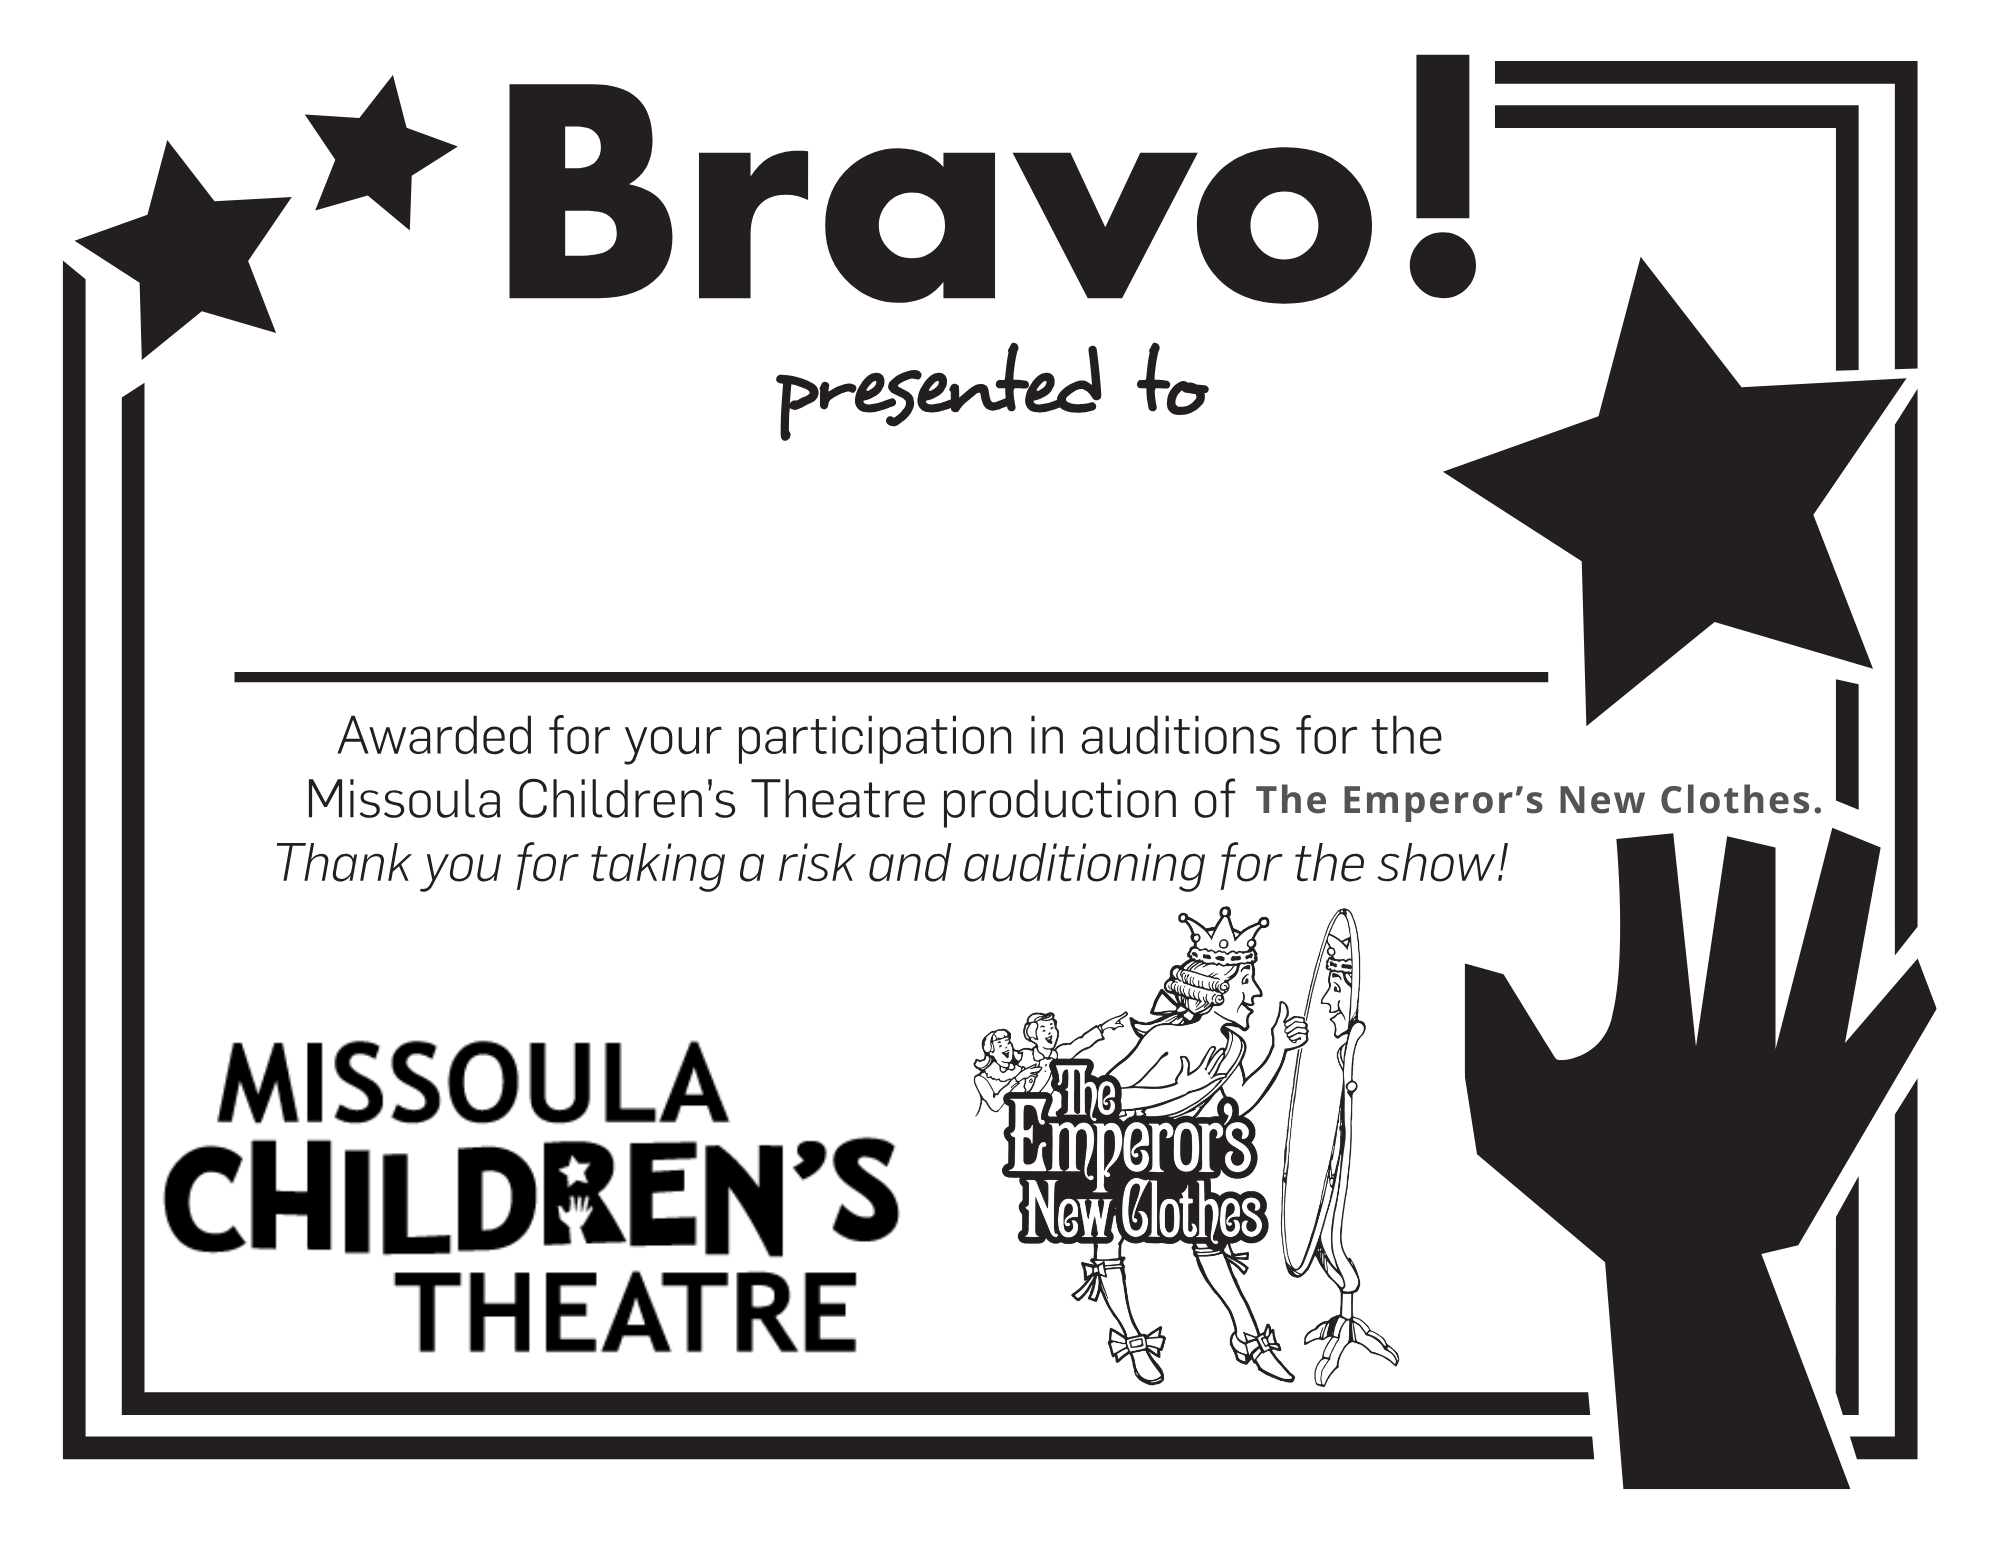 Bravo!
presented to
Awarded for your participation in auditions for the
Missoula Children’s Theatre production of The Emperor’s New Clothes.
Thank you for taking a risk and auditioning for the show!
MISSOULA
CHILDREN’S
THEATRE
The
Emperor's
New Clothes